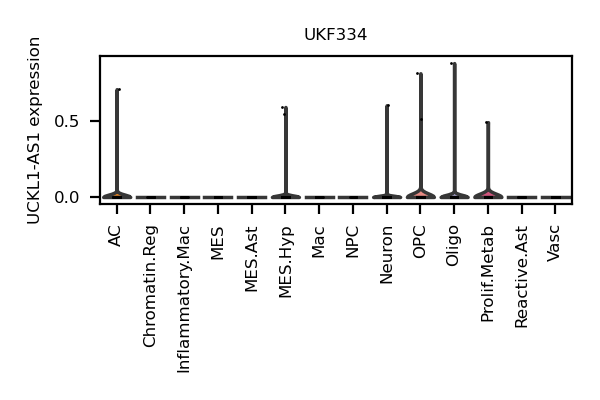 UKF334
UCKL1-AS1 expression
0.5
0.0
AC
Chromatin.Reg
Inflammatory.Mac
MES
MES.Ast
MES.Hyp
Mac
NPC
Neuron
OPC
Oligo
Prolif.Metab
Reactive.Ast
Vasc